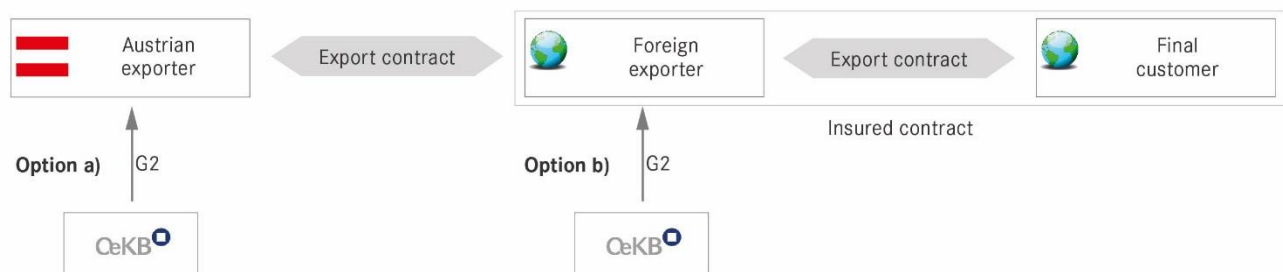 Austrian
exporter
Export contract
Foreign
exporter
Export contract
Final
customer
Insured contract
Option a)
G2
Option b)
G2
OeKB
OeKB